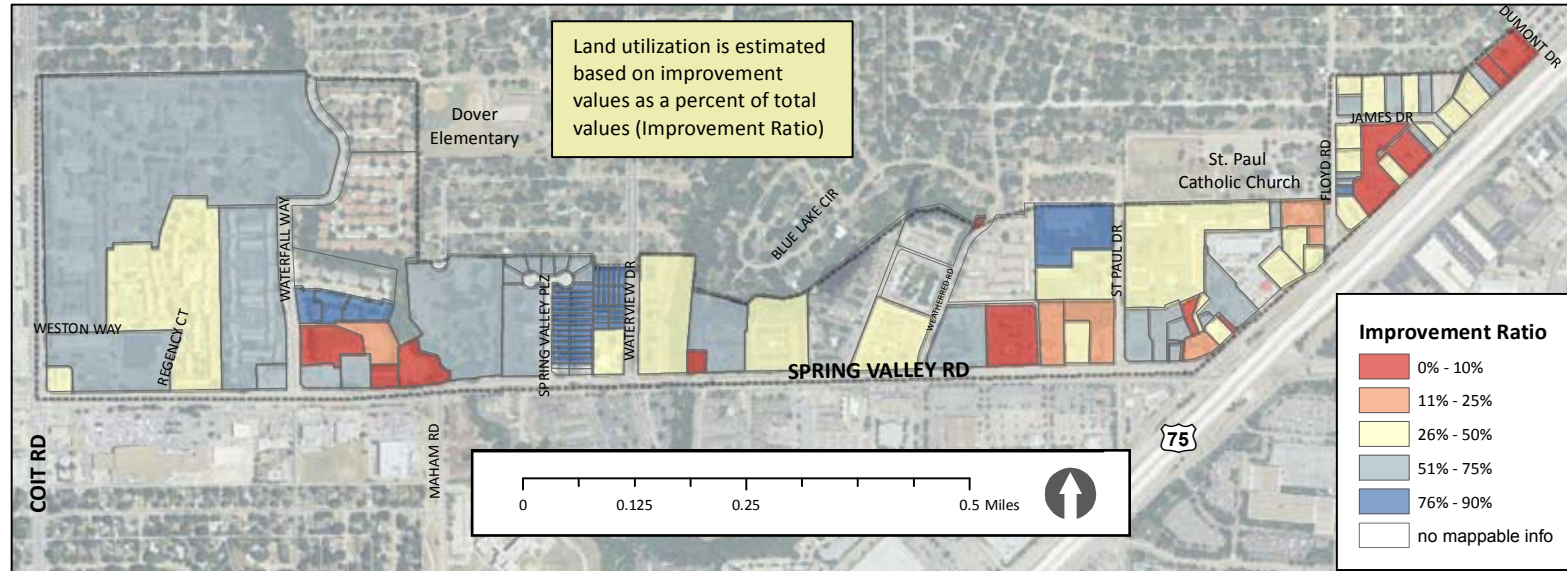 Land utilization is estimated
based on improvement
values as a percent of total
values (Improvement Ratio)
DUMONT DR
Dover
Elementary
JAMES DR
FLOYD RD
St. Paul
Catholic Church
BLUE LAKE CIR
WATERFALL WAY
WEATHERRED RD
ST PAUL DR
WESTON WAY
REGENCY CT
SPRING VALLEY PLZ
WATERVIEW DR
SPRING VALLEY RD
COIT RD
MAHAM RD
75
0 0.125 0.25 0.5 Miles
Improvement Ratio
0% - 10%
11% - 25%
26% - 50%
51% - 75%
76% - 90%
no mappable info